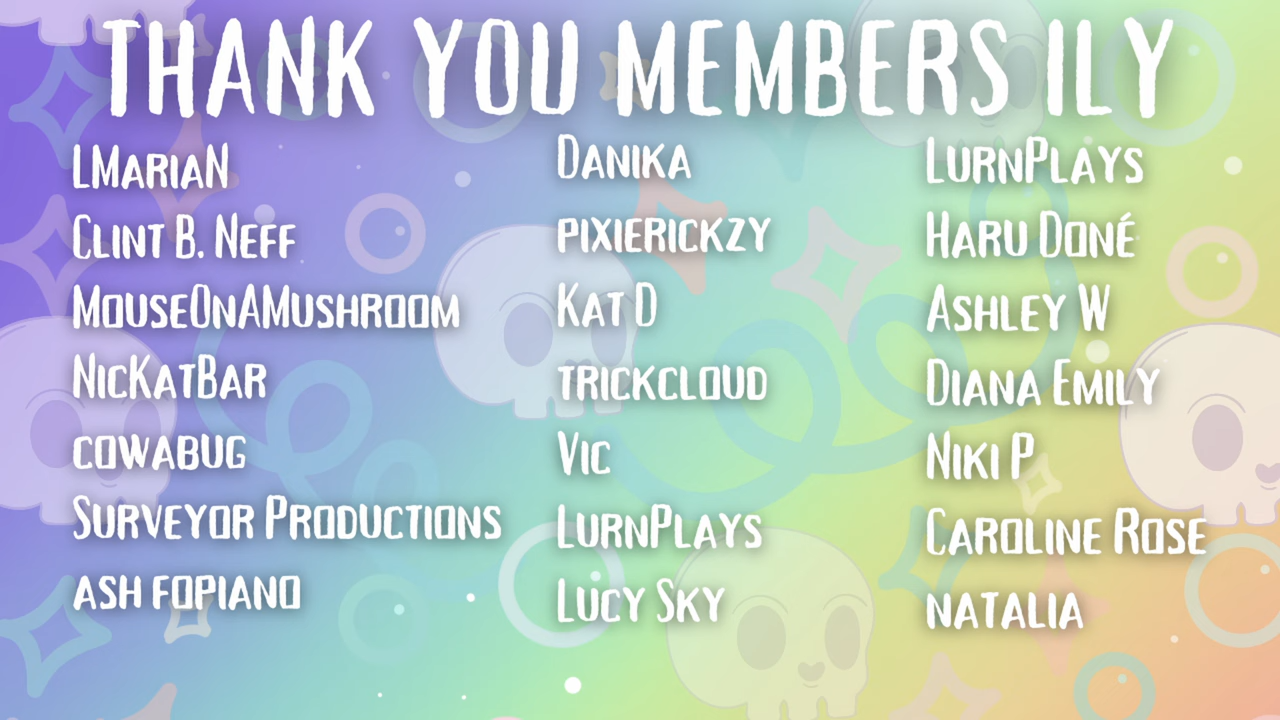 THANK YOU MEMBERS ILY
LMariaN
Clint B. Neff
MouseOnAMushroom
NicKatBar
cowabug
Surveyor Productions
ash fopiano
Danika
pixierickzy
Kat D
trickcloud
Vic
LurnPlays
Lucy Sky
LurnPlays
Haru Doné
Ashley W
Diana Emily
Niki P
Caroline Rose
natalia